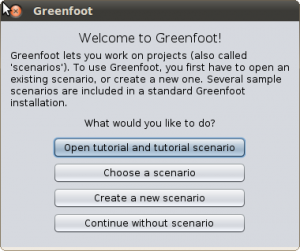 Greenfoot
Welcome to Greenfoot!
Greenfoot lets you work on projects (also called
'scenarios'). To use Greenfoot, you first have to open an
existing scenario, or create a new one. Several sample
scenarios are included in a standard Greenfoot
installation.
What would you like to do?
Open tutorial and tutorial scenario
Choose a scenario
Create a new scenario
Continue without scenario